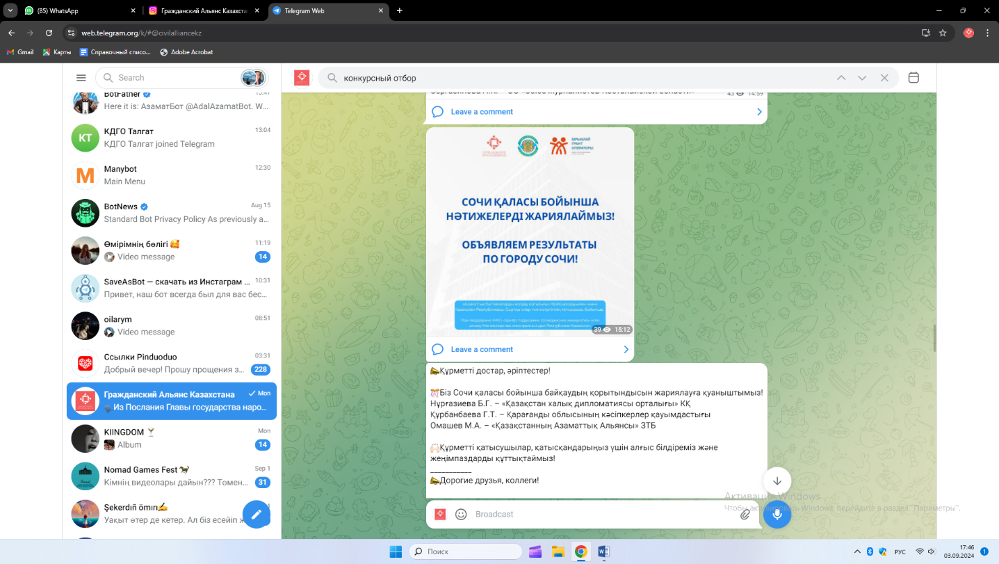 (85) WhatsApp
Гражданский Альянс Казахста
Telegram Web
web.telegram.org/k/#@civilalliancekz
Gmail
Карты
Справочный списо...
Adobe Acrobat
Search
BotFather 13:47
Here it is: АзаматБот @AdalAzamatBot. W...
КТ
КДГО Талгат 13:04
КДГО Талгат joined Telegram
Manybot 12:30
Main Menu
BotNews Aug 15
Standard Bot Privacy Policy As previously a...
Өмірімнің бөлігі 🥰 11:19
Video message 14
SaveAsBot — скачать из Инстаграм ... 10:31
Привет, наш бот всегда был для вас бес...
oilarym 08:51
Video message
Ссылки Pinduoduo 03:31
Добрый вечер! Прошу прощения з... 228
Гражданский Альянс Казахстана Mon
Из Послания Главы государства наро...
KIINGDOM 🍸 Mon
Album 14
Nomad Games Fest 🐎 Sep 1
Кімнің видеолары дайын??? Төмен... 31
Şekerdıñ ömırı✍
Уақыт өтер де кетер. Ал біз есейіп ж
конкурсный отбор
43 14:59
Leave a comment
БІРЫҢҒАЙ
ГРАНТ
ОПЕРАТОРЫ
СОЧИ ҚАЛАСЫ БОЙЫНША
НӘТИЖЕЛЕРДІ ЖАРИЯЛАЙМЫЗ!
ОБЪЯВЛЯЕМ РЕЗУЛЬТАТЫ
ПО ГОРОДУ СОЧИ!
39 15:12
Leave a comment
📣Құрметті достар, әріптестер!
🎊Біз Сочи қаласы бойынша байқаудың қорытындысын жариялауға қуаныштымыз!
Нұрғазиева Б.Г. – «Қазақстан халық дипломатиясы орталығы» КҚ
Құрбанбаева Г.Т. – Қарағанды облысының кәсіпкерлер қауымдастығы
Омашев М.А. – «Қазақстанның Азаматтық Альянсы» ЗТБ
🙌🏻Құрметті қатысушылар, қатысқандарыңыз үшін алғыс білдіреміз және
жеңімпаздарды құттықтаймыз!
___________
📣Дорогие друзья, коллеги!
Broadcast
Активация Windows
Чтобы активировать Windows, перейдите в раздел "Параметры".
Поиск
РУС
17:46
03.09.2024
1